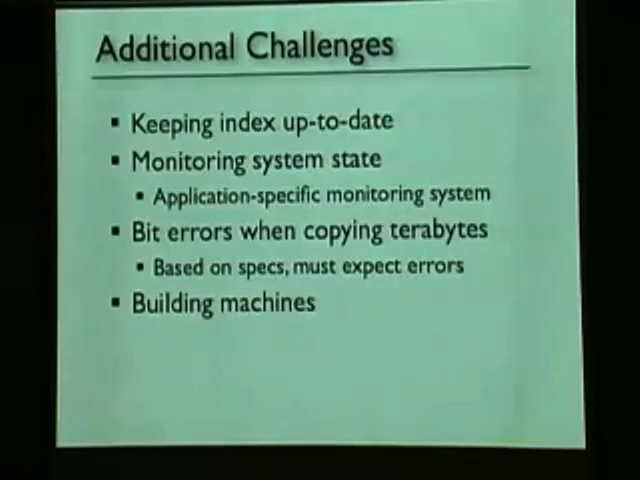 Additional Challenges
▪ Keeping index up-to-date
▪ Monitoring system state
▪ Application-specific monitoring system
▪ Bit errors when copying terabytes
▪ Based on specs, must expect errors
▪ Building machines